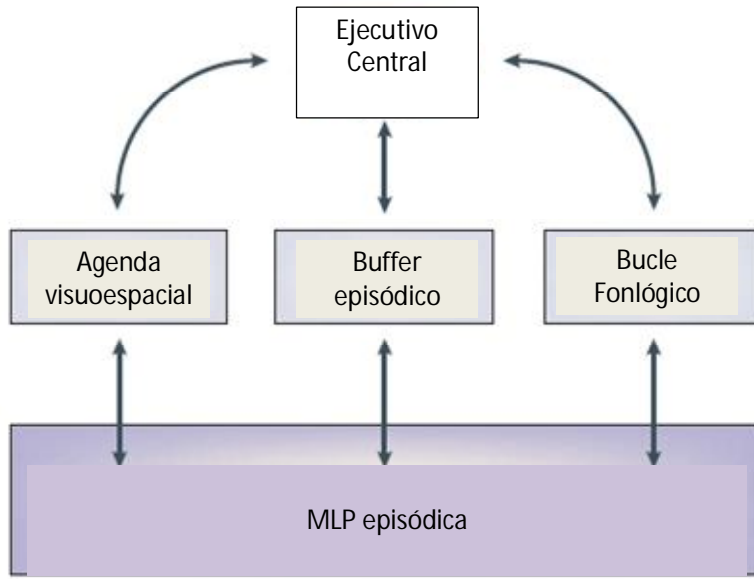 Ejecutivo
Central
Agenda
visuoespacial
Buffer
episódico
Bucle
Fonlógico
MLP episódica